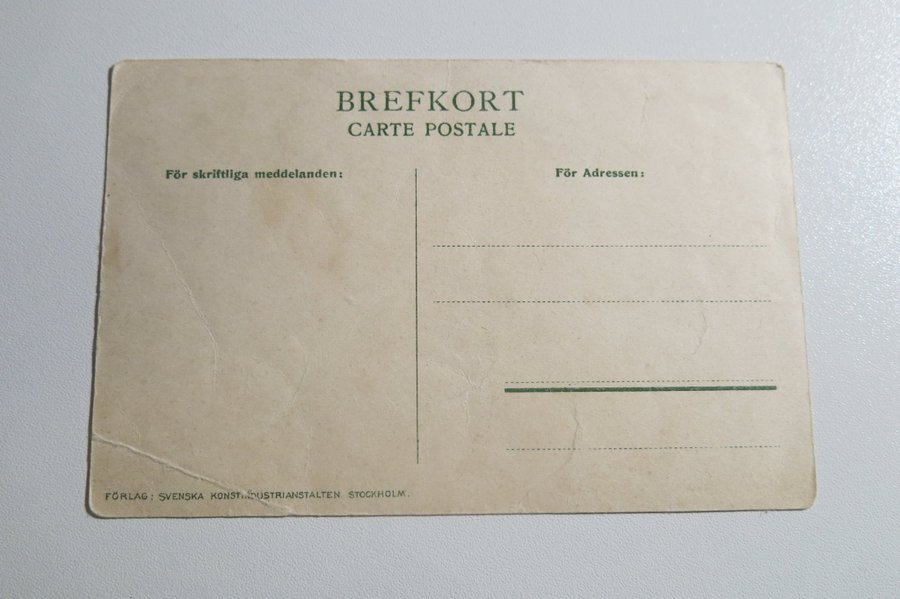 BREFKORT
CARTE POSTALE
För skriftliga meddelanden:
För Adressen:
FÖRLAG: SVENSKA KONSTINDUSTRIANSTALTEN STOCKHOLM.